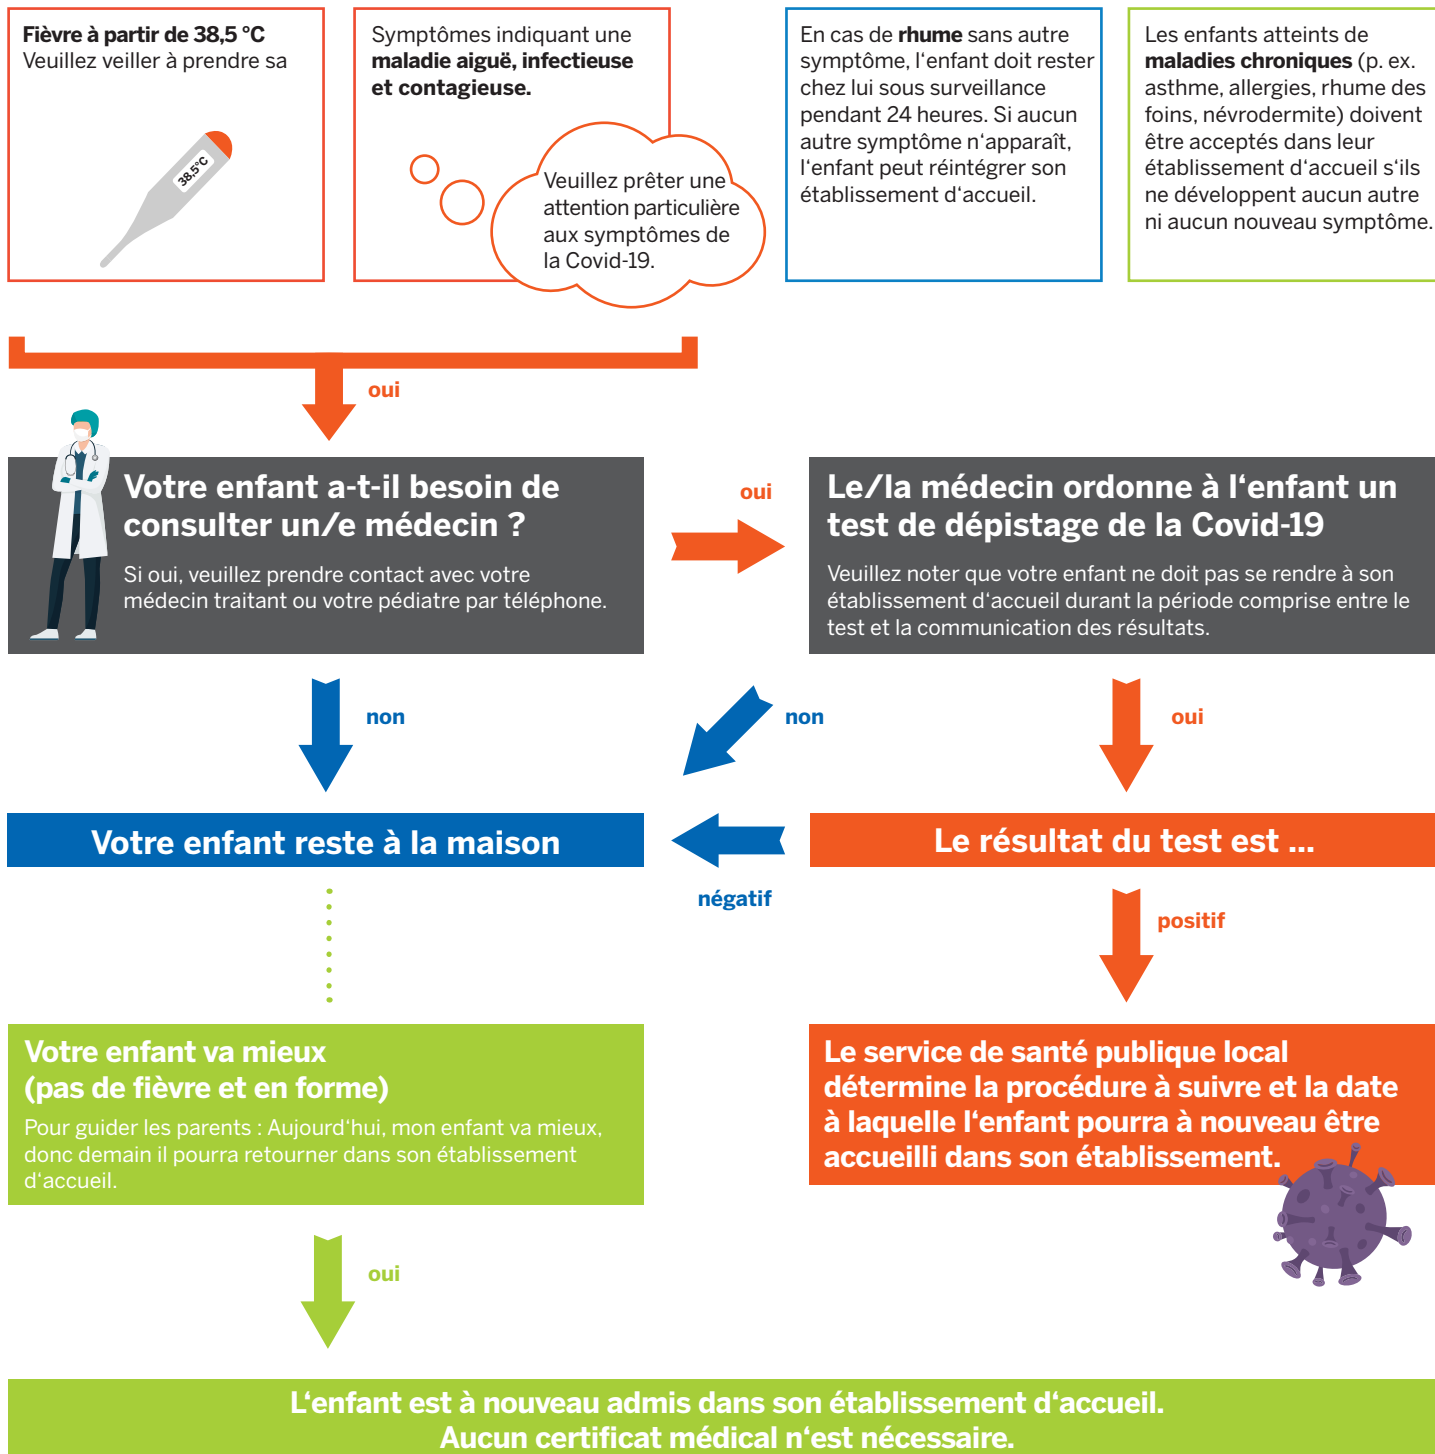 Fièvre à partir de 38,5 °C
Veuillez veiller à prendre sa
38.5°C
Symptômes indiquant une
maladie aiguë, infectieuse
et contagieuse.
Veuillez prêter une
attention particulière
aux symptômes de
la Covid-19.
En cas de rhume sans autre
symptôme, l‘enfant doit rester
chez lui sous surveillance
pendant 24 heures. Si aucun
autre symptôme n‘apparaît,
l‘enfant peut réintégrer son
établissement d‘accueil.
Les enfants atteints de
maladies chroniques (p. ex.
asthme, allergies, rhume des
foins, névrodermite) doivent
être acceptés dans leur
établissement d‘accueil s‘ils
ne développent aucun autre
ni aucun nouveau symptôme.
oui
Votre enfant a-t-il besoin de
consulter un/e médecin ?
Si oui, veuillez prendre contact avec votre
médecin traitant ou votre pédiatre par téléphone.
oui
Le/la médecin ordonne à l‘enfant un
test de dépistage de la Covid-19
Veuillez noter que votre enfant ne doit pas se rendre à son
établissement d‘accueil durant la période comprise entre le
test et la communication des résultats.
non
non
oui
Votre enfant reste à la maison
négatif
Le résultat du test est ...
positif
Votre enfant va mieux
(pas de fièvre et en forme)
Pour guider les parents : Aujourd‘hui, mon enfant va mieux,
donc demain il pourra retourner dans son établissement
d‘accueil.
Le service de santé publique local
détermine la procédure à suivre et la date
à laquelle l‘enfant pourra à nouveau être
accueilli dans son établissement.
oui
L‘enfant est à nouveau admis dans son établissement d‘accueil.
Aucun certificat médical n‘est nécessaire.